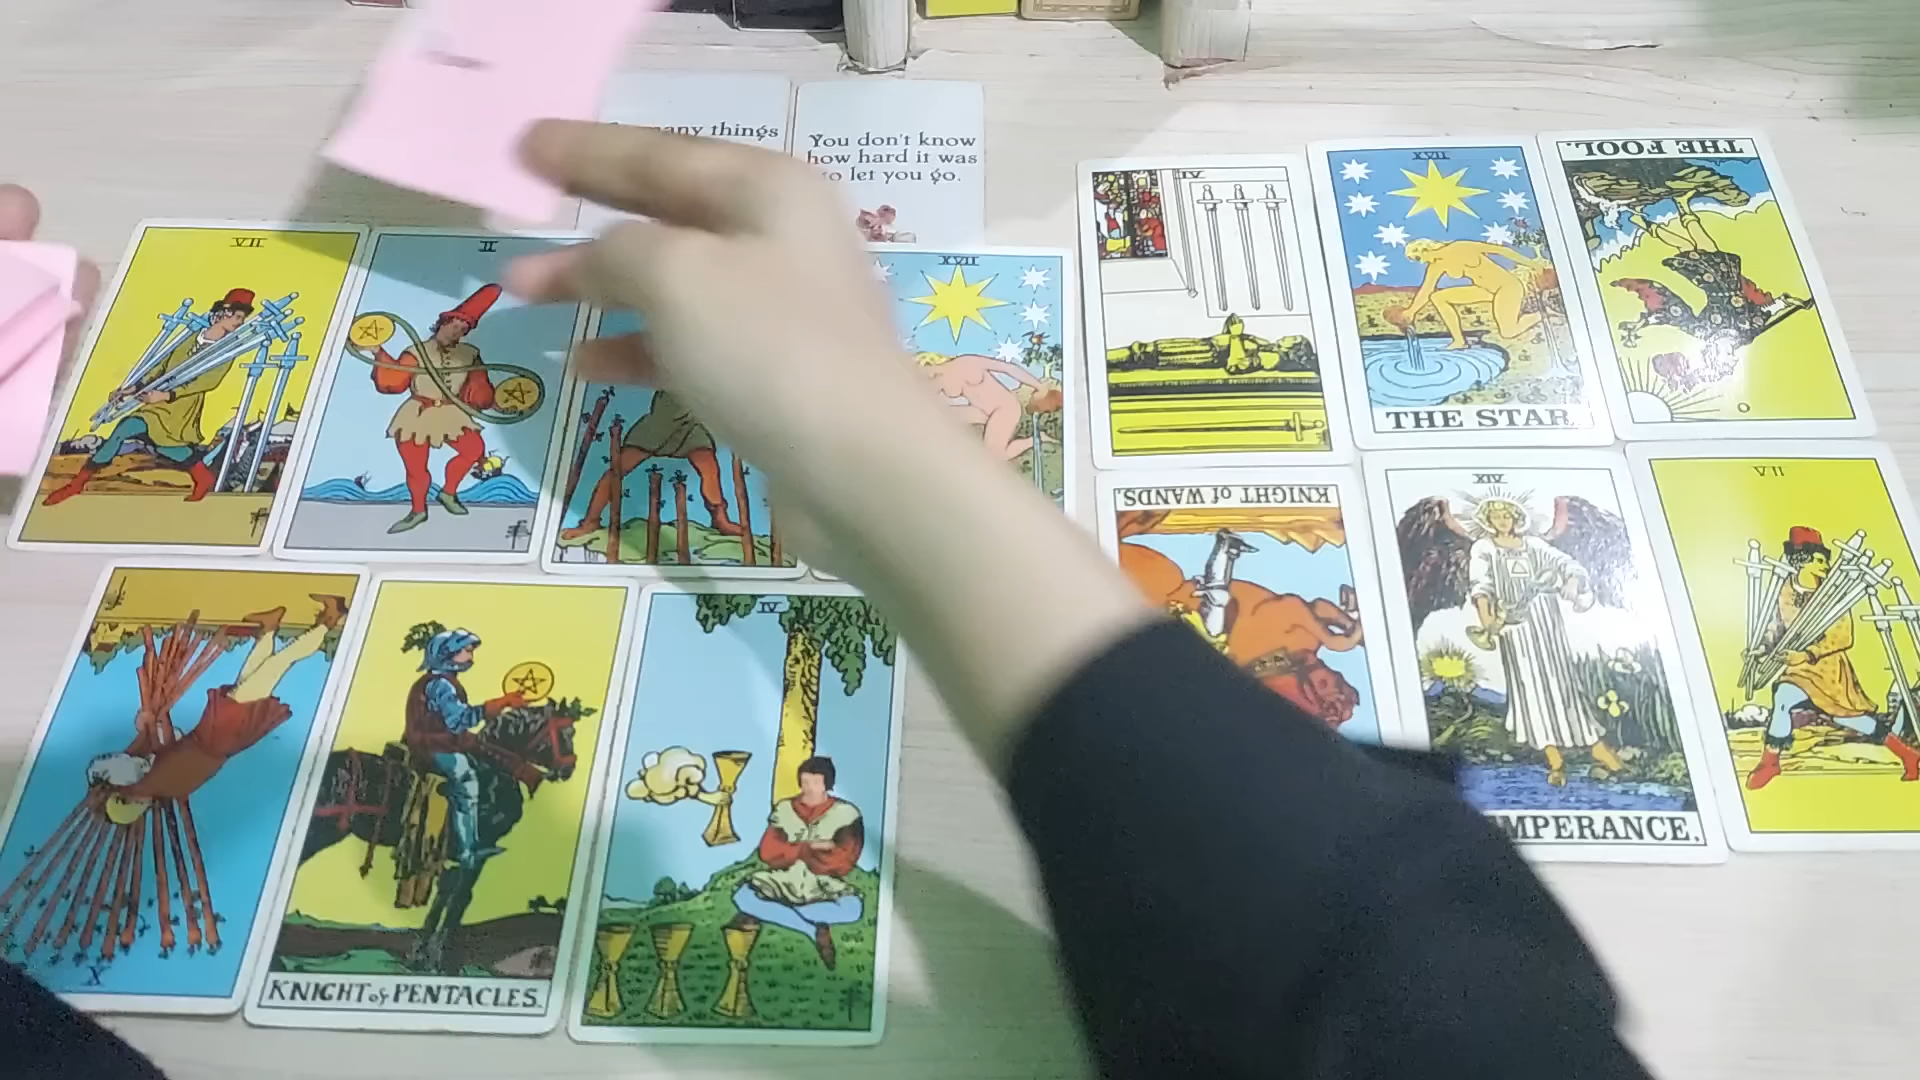 many things
You don't know
how hard it was
to let you go.
VII
II
XVII
IV
XVII
THE STAR.
THE FOOL.
O
KNIGHT of WANDS.
XIV
MPERANCE.
VII
X
KNIGHT of PENTACLES.
IV